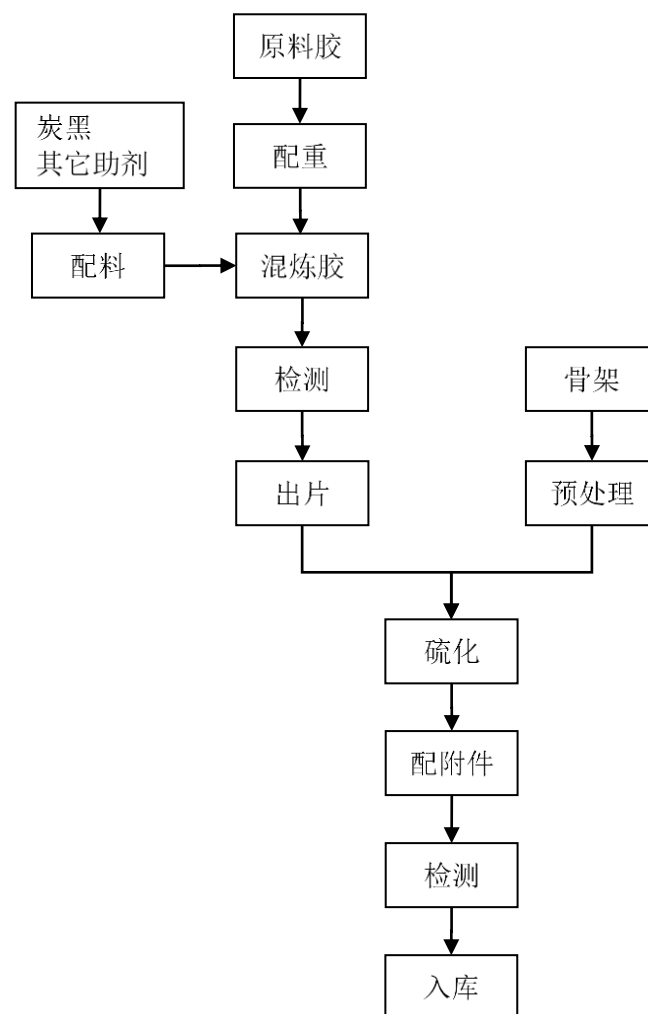 原料胶
炭黑
其它助剂
配重
配料
混炼胶
检测
骨架
出片
预处理
硫化
配附件
检测
入库